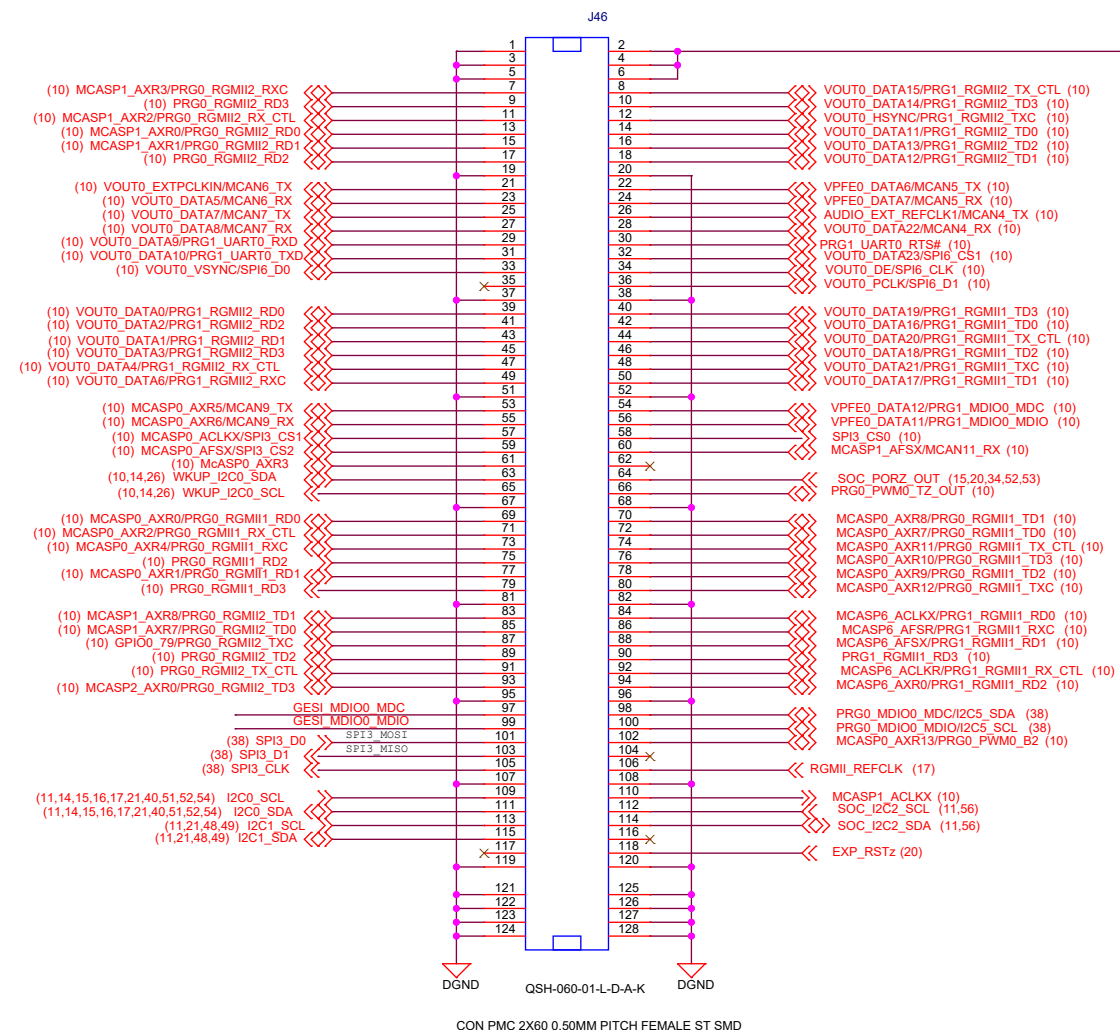 J46
1 2
3 4
5 6
(10) MCASP1_AXR3/PRG0_RGMII2_RXC 7 8 VOUT0_DATA15/PRG1_RGMII2_TX_CTL (10)
(10) PRG0_RGMII2_RD3 9 10 VOUT0_DATA14/PRG1_RGMII2_TD3 (10)
(10) MCASP1_AXR2/PRG0_RGMII2_RX_CTL 11 12 VOUT0_HSYNC/PRG1_RGMII2_TXC (10)
(10) MCASP1_AXR0/PRG0_RGMII2_RD0 13 14 VOUT0_DATA11/PRG1_RGMII2_TD0 (10)
(10) MCASP1_AXR1/PRG0_RGMII2_RD1 15 16 VOUT0_DATA13/PRG1_RGMII2_TD2 (10)
(10) PRG0_RGMII2_RD2 17 18 VOUT0_DATA12/PRG1_RGMII2_TD1 (10)
19 20
(10) VOUT0_EXTPCLKIN/MCAN6_TX 21 22 VPFE0_DATA6/MCAN5_TX (10)
(10) VOUT0_DATA5/MCAN6_RX 23 24 VPFE0_DATA7/MCAN5_RX (10)
(10) VOUT0_DATA7/MCAN7_TX 25 26 AUDIO_EXT_REFCLK1/MCAN4_TX (10)
(10) VOUT0_DATA8/MCAN7_RX 27 28 VOUT0_DATA22/MCAN4_RX (10)
(10) VOUT0_DATA9/PRG1_UART0_RXD 29 30 PRG1_UART0_RTS# (10)
(10) VOUT0_DATA10/PRG1_UART0_TXD 31 32 VOUT0_DATA23/SPI6_CS1 (10)
(10) VOUT0_VSYNC/SPI6_D0 33 34 VOUT0_DE/SPI6_CLK (10)
35 36 VOUT0_PCLK/SPI6_D1 (10)
37 38
(10) VOUT0_DATA0/PRG1_RGMII2_RD0 39 40 VOUT0_DATA19/PRG1_RGMII1_TD3 (10)
(10) VOUT0_DATA2/PRG1_RGMII2_RD2 41 42 VOUT0_DATA16/PRG1_RGMII1_TD0 (10)
(10) VOUT0_DATA1/PRG1_RGMII2_RD1 43 44 VOUT0_DATA20/PRG1_RGMII1_TX_CTL (10)
(10) VOUT0_DATA3/PRG1_RGMII2_RD3 45 46 VOUT0_DATA18/PRG1_RGMII1_TD2 (10)
(10) VOUT0_DATA4/PRG1_RGMII2_RX_CTL 47 48 VOUT0_DATA21/PRG1_RGMII1_TXC (10)
(10) VOUT0_DATA6/PRG1_RGMII2_RXC 49 50 VOUT0_DATA17/PRG1_RGMII1_TD1 (10)
51 52
(10) MCASP0_AXR5/MCAN9_TX 53 54 VPFE0_DATA12/PRG1_MDIO0_MDC (10)
(10) MCASP0_AXR6/MCAN9_RX 55 56 VPFE0_DATA11/PRG1_MDIO0_MDIO (10)
(10) MCASP0_ACLKX/SPI3_CS1 57 58 SPI3_CS0 (10)
(10) MCASP0_AFSX/SPI3_CS2 59 60 MCASP1_AFSX/MCAN11_RX (10)
(10) McASP0_AXR3 61 62
(10,14,26) WKUP_I2C0_SDA 63 64 SOC_PORZ_OUT (15,20,34,52,53)
(10,14,26) WKUP_I2C0_SCL 65 66 PRG0_PWM0_TZ_OUT (10)
67 68
(10) MCASP0_AXR0/PRG0_RGMII1_RD0 69 70 MCASP0_AXR8/PRG0_RGMII1_TD1 (10)
(10) MCASP0_AXR2/PRG0_RGMII1_RX_CTL 71 72 MCASP0_AXR7/PRG0_RGMII1_TD0 (10)
(10) MCASP0_AXR4/PRG0_RGMII1_RXC 73 74 MCASP0_AXR11/PRG0_RGMII1_TX_CTL (10)
(10) PRG0_RGMII1_RD2 75 76 MCASP0_AXR10/PRG0_RGMII1_TD3 (10)
(10) MCASP0_AXR1/PRG0_RGMII1_RD1 77 78 MCASP0_AXR9/PRG0_RGMII1_TD2 (10)
(10) PRG0_RGMII1_RD3 79 80 MCASP0_AXR12/PRG0_RGMII1_TXC (10)
81 82
(10) MCASP1_AXR8/PRG0_RGMII2_TD1 83 84 MCASP6_ACLKX/PRG1_RGMII1_RD0 (10)
(10) MCASP1_AXR7/PRG0_RGMII2_TD0 85 86 MCASP6_AFSR/PRG1_RGMII1_RXC (10)
(10) GPIO0_79/PRG0_RGMII2_TXC 87 88 MCASP6_AFSX/PRG1_RGMII1_RD1 (10)
(10) PRG0_RGMII2_TD2 89 90 PRG1_RGMII1_RD3 (10)
(10) PRG0_RGMII2_TX_CTL 91 92 MCASP6_ACLKR/PRG1_RGMII1_RX_CTL (10)
(10) MCASP2_AXR0/PRG0_RGMII2_TD3 93 94 MCASP6_AXR0/PRG1_RGMII1_RD2 (10)
95 96
GESI_MDIO0_MDC 97 98 PRG0_MDIO0_MDC/I2C5_SDA (38)
GESI_MDIO0_MDIO 99 100 PRG0_MDIO0_MDIO/I2C5_SCL (38)
(38) SPI3_D0 SPI3_MOSI 101 102 MCASP0_AXR13/PRG0_PWM0_B2 (10)
(38) SPI3_D1 SPI3_MISO 103 104
(38) SPI3_CLK 105 106 RGMII_REFCLK (17)
107 108
(11,14,15,16,17,21,40,51,52,54) I2C0_SCL 109 110 MCASP1_ACLKX (10)
(11,14,15,16,17,21,40,51,52,54) I2C0_SDA 111 112 SOC_I2C2_SCL (11,56)
(11,21,48,49) I2C1_SCL 113 114 SOC_I2C2_SDA (11,56)
(11,21,48,49) I2C1_SDA 115 116
117 118 EXP_RSTz (20)
119 120
121 125
122 126
123 127
124 128
DGND QSH-060-01-L-D-A-K DGND
CON PMC 2X60 0.50MM PITCH FEMALE ST SMD